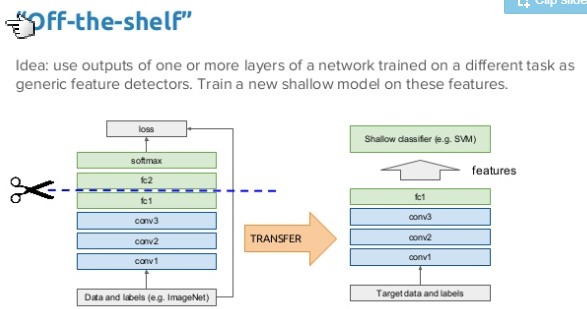 Clip slide
“Off-the-shelf”
Idea: use outputs of one or more layers of a network trained on a different task as
generic feature detectors. Train a new shallow model on these features.
loss
softmax
fc2
fc1
conv3
conv2
conv1
Data and labels (e.g. ImageNet)
TRANSFER
Shallow classifier (e.g. SVM)
features
fc1
conv3
conv2
conv1
Target data and labels